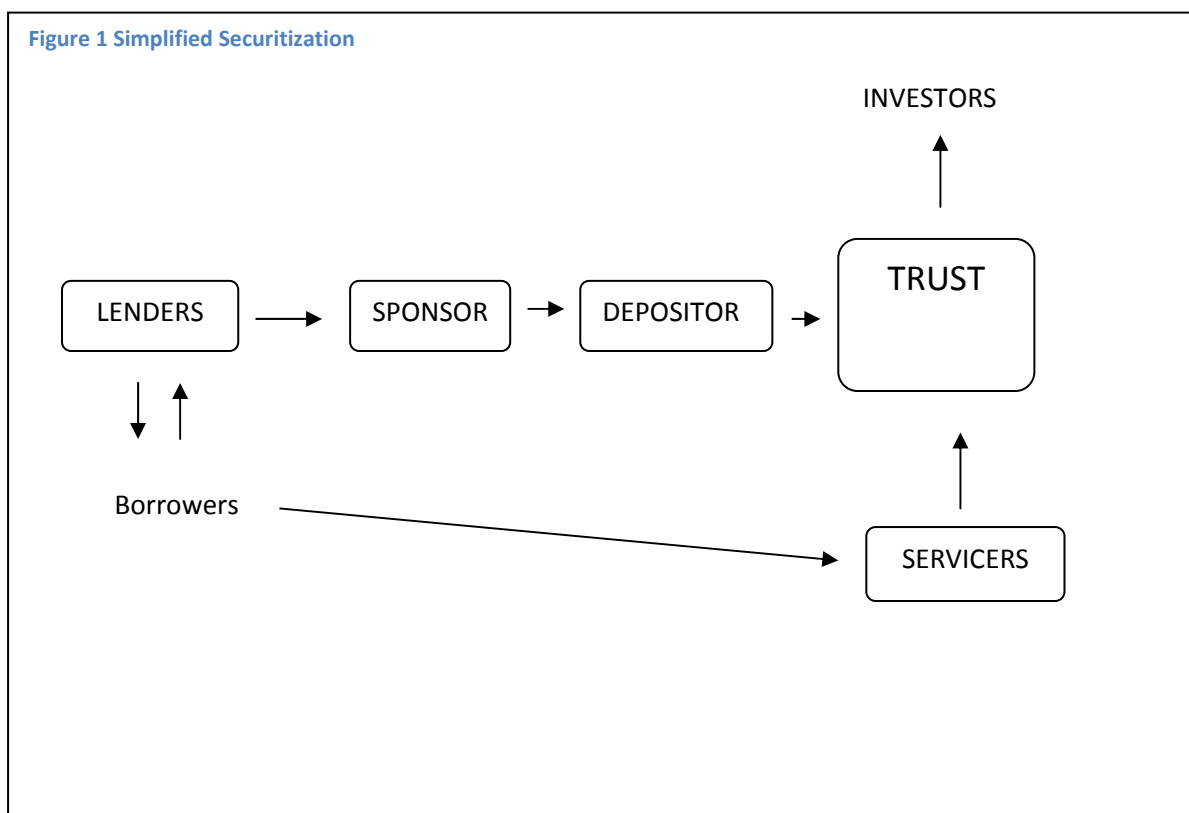 Figure 1 Simplified Securitization
INVESTORS
TRUST
LENDERS
SPONSOR
DEPOSITOR
Borrowers
SERVICERS